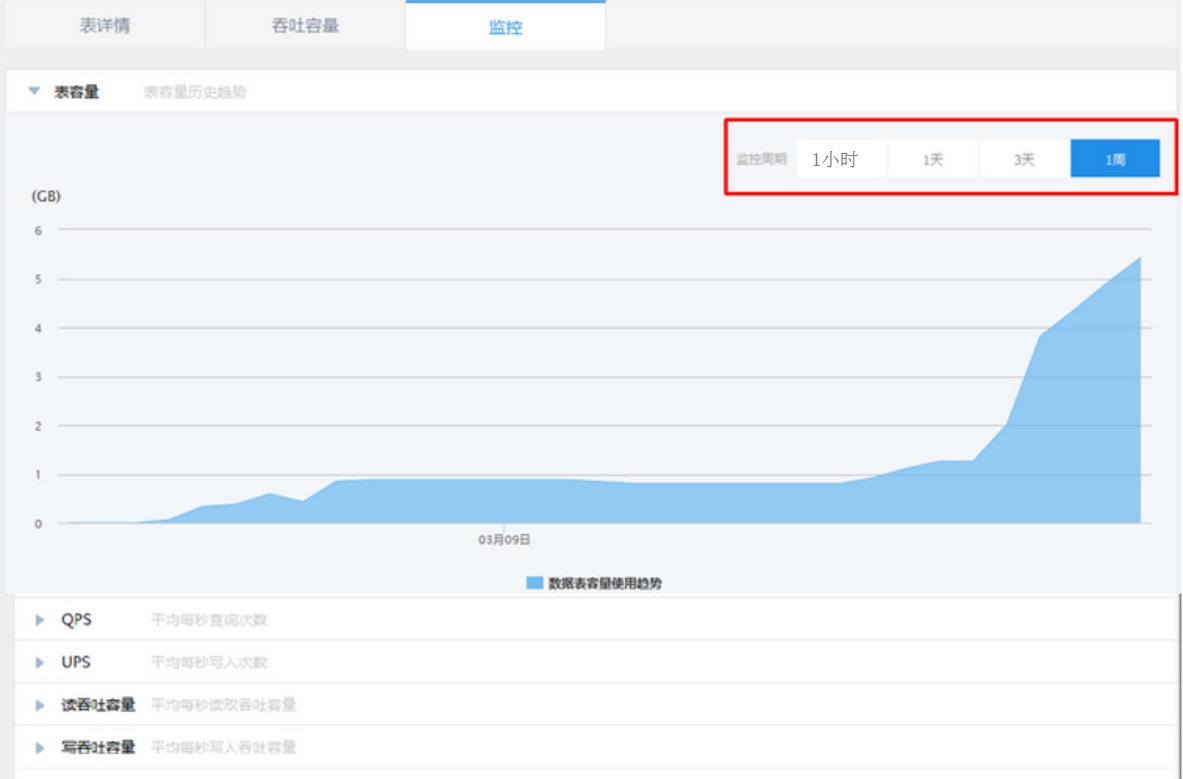 表详情 吞吐容量 监控
表容量 表容量历史趋势
监控周期 1小时 1天 3天 1周
(GB)
6
5
4
3
2
1
0
03月09日
数据表容量使用趋势
QPS 平均每秒查询次数
UPS 平均每秒写入次数
读吞吐容量 平均每秒读取吞吐容量
写吞吐容量 平均每秒写入吞吐容量